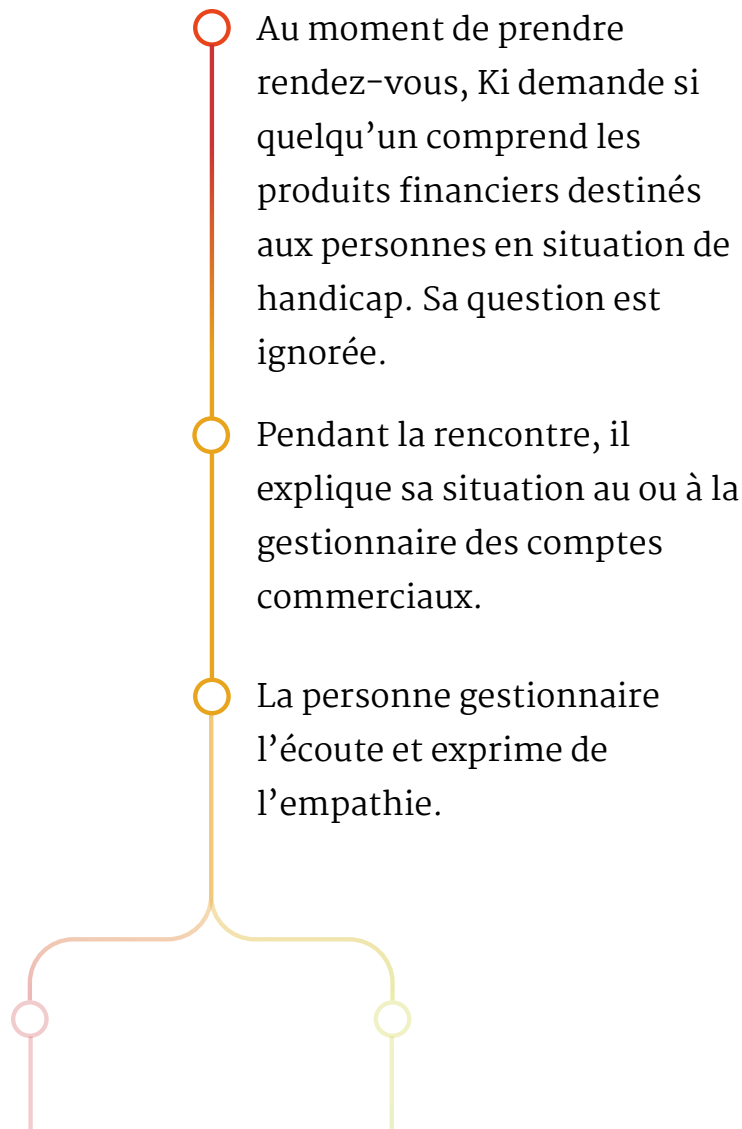 Au moment de prendre
rendez-vous, Ki demande si
quelqu’un comprend les
produits financiers destinés
aux personnes en situation de
handicap. Sa question est
ignorée.
Pendant la rencontre, il
explique sa situation au ou à la
gestionnaire des comptes
commerciaux.
La personne gestionnaire
l’écoute et exprime de
l’empathie.